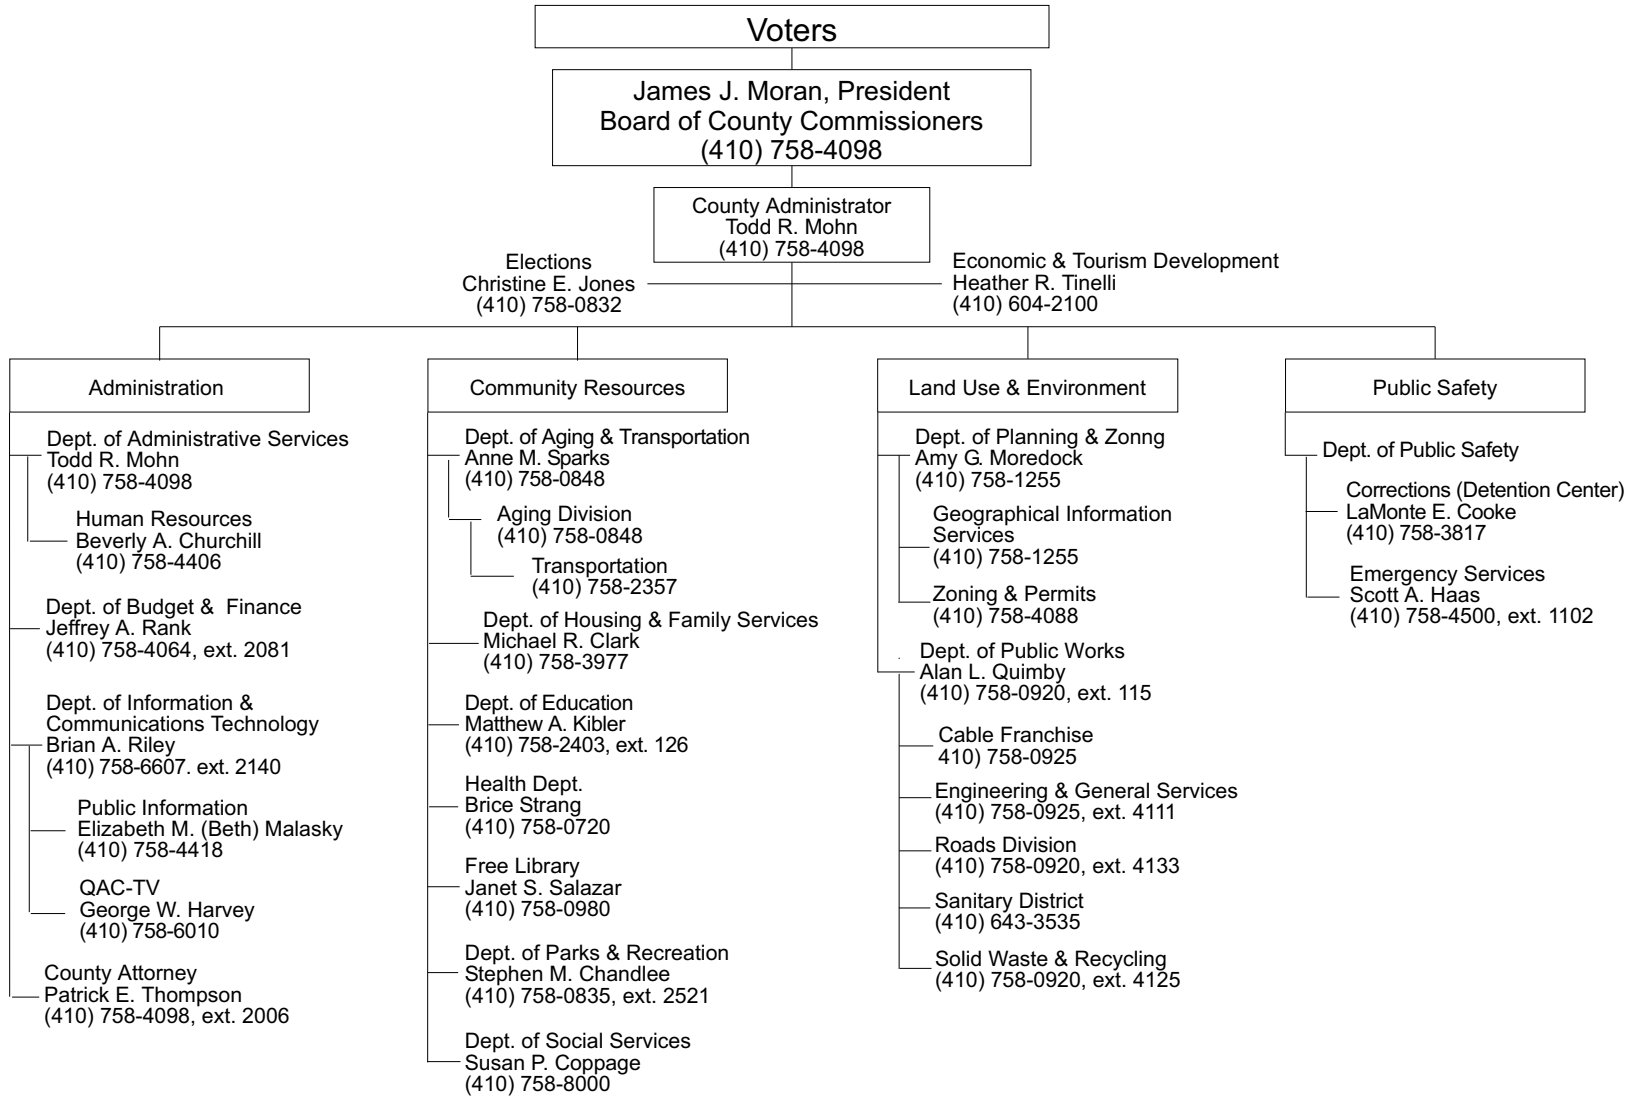 Voters
James J. Moran, President
Board of County Commissioners
(410) 758-4098
County Administrator
Todd R. Mohn
(410) 758-4098
Elections
Christine E. Jones
(410) 758-0832
Economic & Tourism Development
Heather R. Tinelli
(410) 604-2100
Administration
Dept. of Administrative Services
Todd R. Mohn
(410) 758-4098
Human Resources
Beverly A. Churchill
(410) 758-4406
Dept. of Budget &  Finance
Jeffrey A. Rank
(410) 758-4064, ext. 2081
Dept. of Information &
Communications Technology
Brian A. Riley
(410) 758-6607. ext. 2140
Public Information
Elizabeth M. (Beth) Malasky
(410) 758-4418
QAC-TV
George W. Harvey
(410) 758-6010
County Attorney
Patrick E. Thompson
(410) 758-4098, ext. 2006
Community Resources
Dept. of Aging & Transportation
Anne M. Sparks
(410) 758-0848
Aging Division
(410) 758-0848
Transportation
(410) 758-2357
Dept. of Housing & Family Services
Michael R. Clark
(410) 758-3977
Dept. of Education
Matthew A. Kibler
(410) 758-2403, ext. 126
Health Dept.
Brice Strang
(410) 758-0720
Free Library
Janet S. Salazar
(410) 758-0980
Dept. of Parks & Recreation
Stephen M. Chandlee
(410) 758-0835, ext. 2521
Dept. of Social Services
Susan P. Coppage
(410) 758-8000
Land Use & Environment
Dept. of Planning & Zonng
Amy G. Moredock
(410) 758-1255
Geographical Information
Services
(410) 758-1255
Zoning & Permits
(410) 758-4088
Dept. of Public Works
Alan L. Quimby
(410) 758-0920, ext. 115
Cable Franchise
410) 758-0925
Engineering & General Services
(410) 758-0925, ext. 4111
Roads Division
(410) 758-0920, ext. 4133
Sanitary District
(410) 643-3535
Solid Waste & Recycling
(410) 758-0920, ext. 4125
Public Safety
Dept. of Public Safety
Corrections (Detention Center)
LaMonte E. Cooke
(410) 758-3817
Emergency Services
Scott A. Haas
(410) 758-4500, ext. 1102